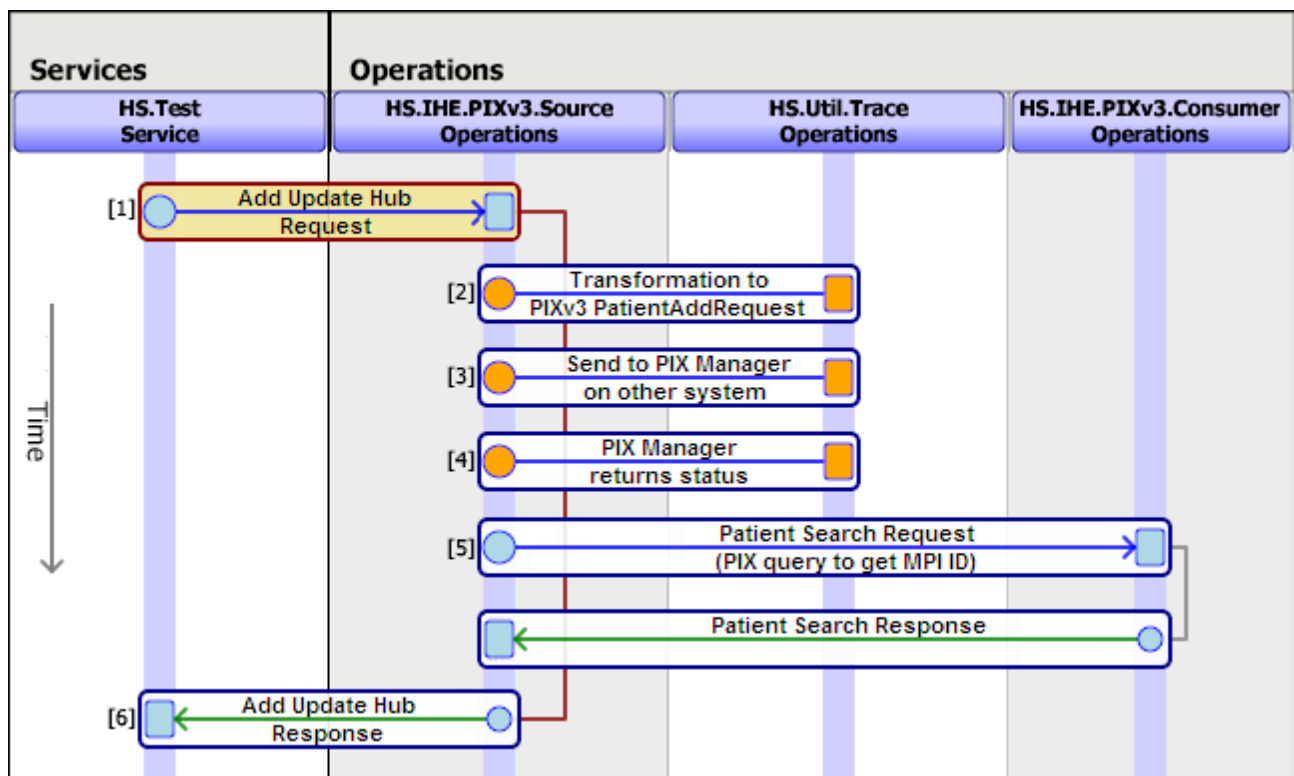 Services
Operations
HS.Test
Service
HS.IHE.PIXv3.Source
Operations
HS.Util.Trace
Operations
HS.IHE.PIXv3.Consumer
Operations
[1]
Add Update Hub
Request
[2]
Transformation to
PIXv3 PatientAddRequest
[3]
Send to PIX Manager
on other system
[4]
PIX Manager
returns status
Time
[5]
Patient Search Request
(PIX query to get MPI ID)
Patient Search Response
[6]
Add Update Hub
Response